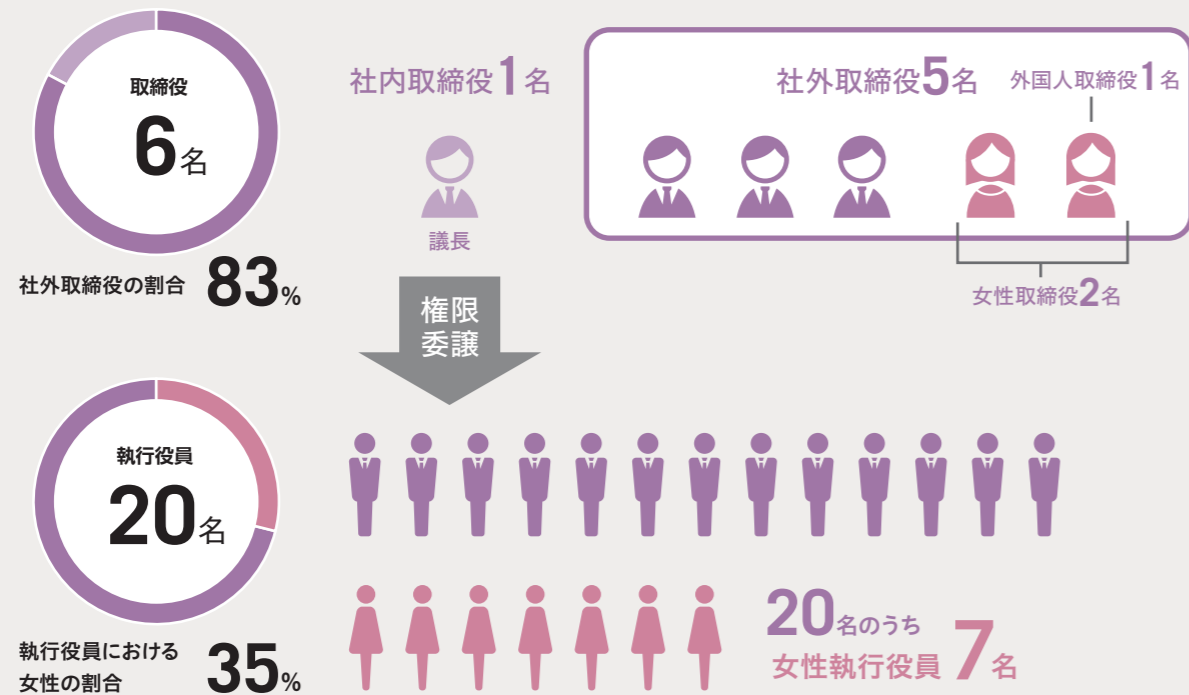 取締役
6名
社外取締役の割合 83%
社内取締役1名
議長
社外取締役5名
外国人取締役1名
女性取締役2名
権限
委譲
執行役員
20名
執行役員における
女性の割合 35%
20名のうち
女性執行役員 7名